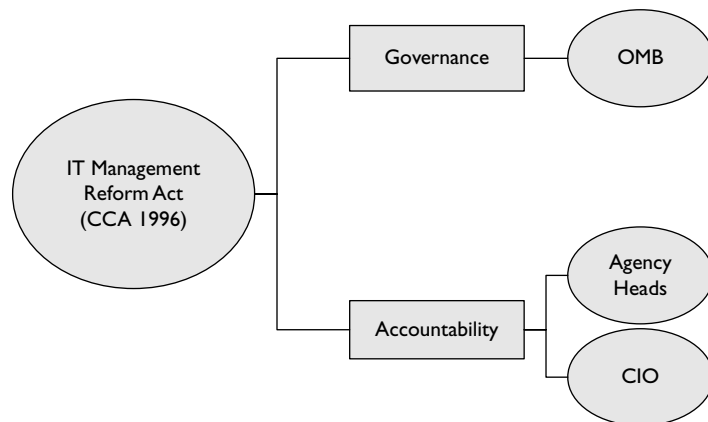 Governance
OMB
IT Management
Reform Act
(CCA 1996)
Agency
Heads
Accountability
CIO